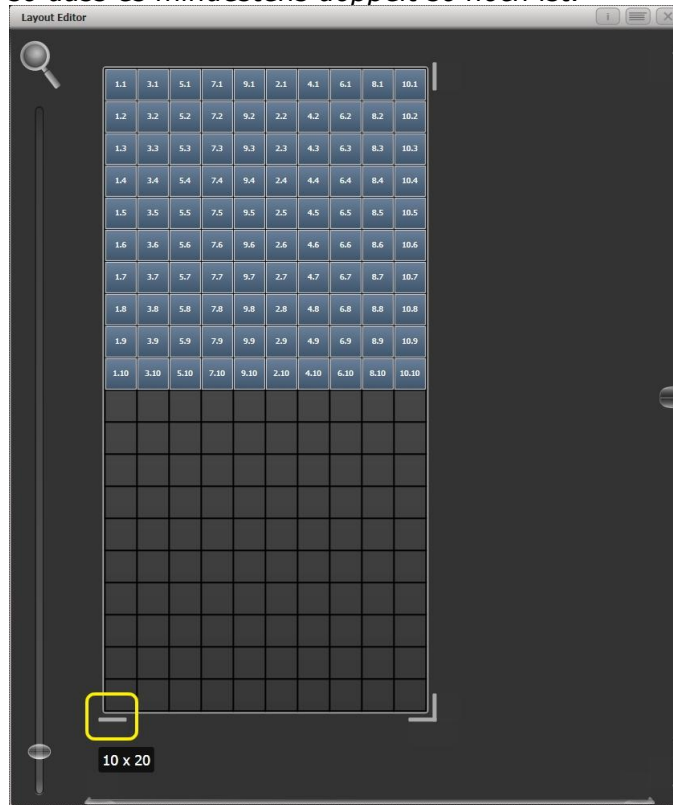 so dass es mindestens doppelt so hoch ist.
Layout Editor
1.1 3.1 5.1 7.1 9.1 2.1 4.1 6.1 8.1 10.1
1.2 3.2 5.2 7.2 9.2 2.2 4.2 6.2 8.2 10.2
1.3 3.3 5.3 7.3 9.3 2.3 4.3 6.3 8.3 10.3
1.4 3.4 5.4 7.4 9.4 2.4 4.4 6.4 8.4 10.4
1.5 3.5 5.5 7.5 9.5 2.5 4.5 6.5 8.5 10.5
1.6 3.6 5.6 7.6 9.6 2.6 4.6 6.6 8.6 10.6
1.7 3.7 5.7 7.7 9.7 2.7 4.7 6.7 8.7 10.7
1.8 3.8 5.8 7.8 9.8 2.8 4.8 6.8 8.8 10.8
1.9 3.9 5.9 7.9 9.9 2.9 4.9 6.9 8.9 10.9
1.10 3.10 5.10 7.10 9.10 2.10 4.10 6.10 8.10 10.10
10 x 20